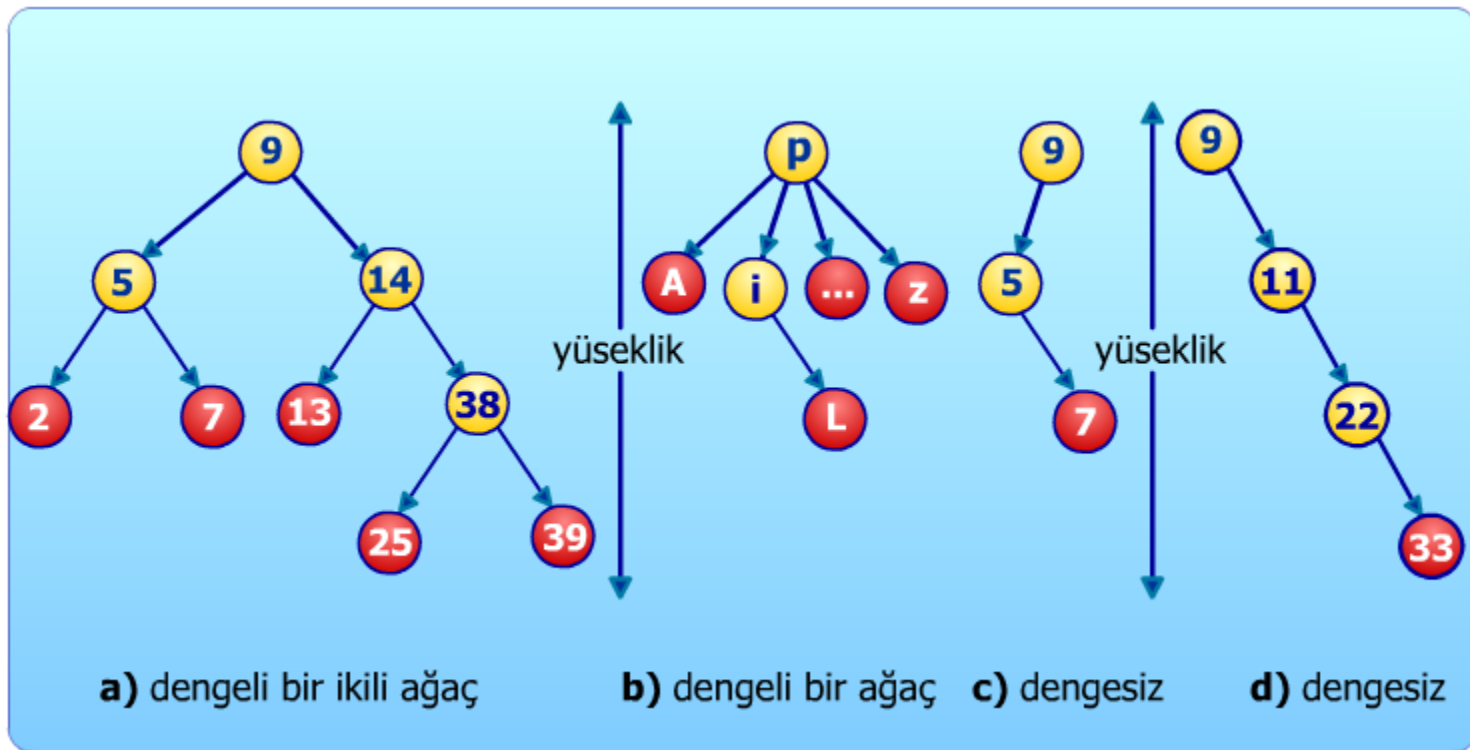 9
5
14
2
7
13
38
25
39
yüseklik
p
A
i
...
z
L
9
5
7
yüseklik
9
11
22
33
a) dengeli bir ikili ağaç
b) dengeli bir ağaç
c) dengesiz
d) dengesiz